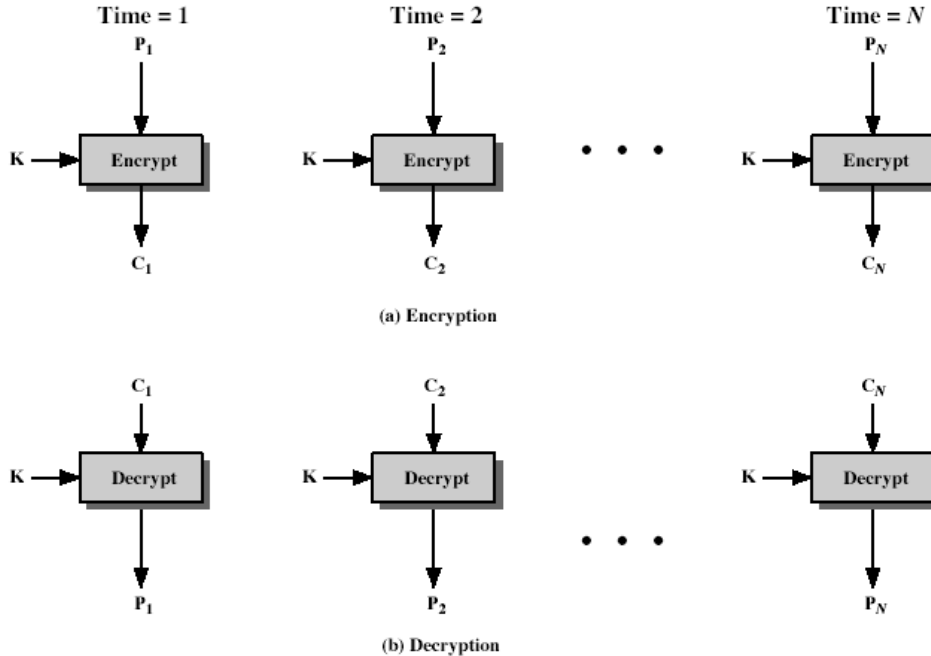 Time = 1 Time = 2 Time = N
P1 P2 PN
K Encrypt K Encrypt K Encrypt
C1 C2 CN
(a) Encryption
C1 C2 CN
K Decrypt K Decrypt K Decrypt
P1 P2 PN
(b) Decryption